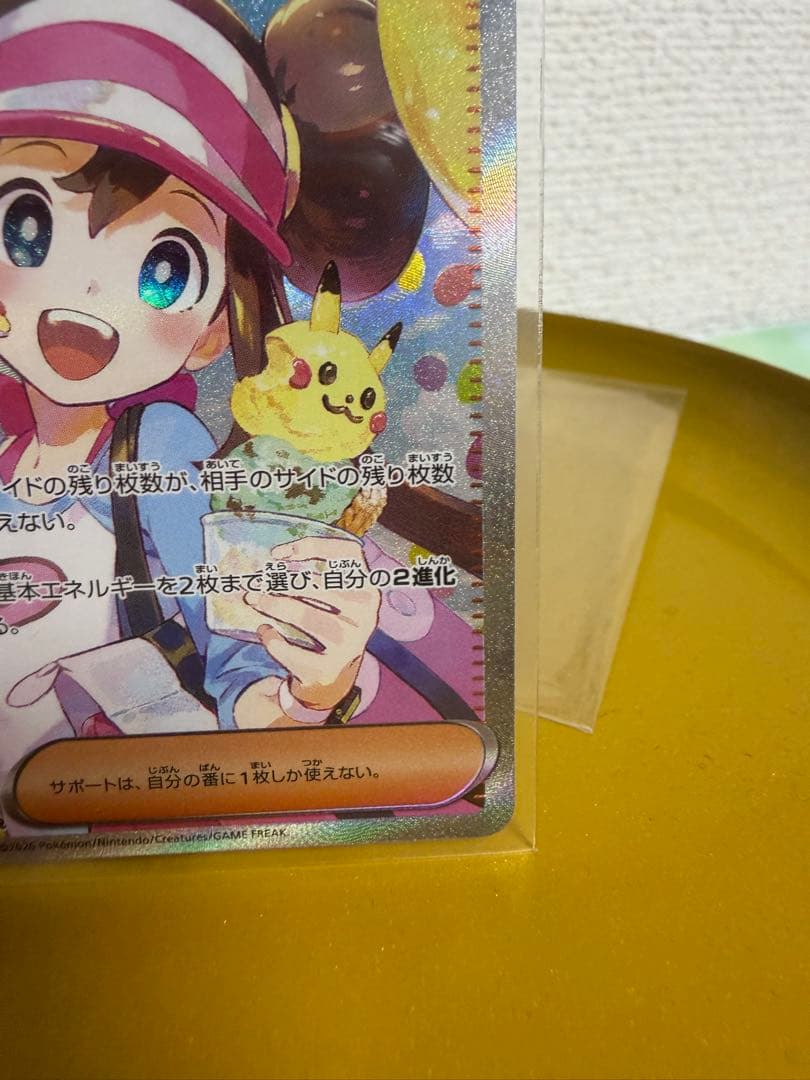 イドの残り枚数が、相手のサイドの残り枚数
えない。
基本エネルギーを2枚まで選び、自分の2進化
る。
サポートは、自分の番に1枚しか使えない。
©2026 Pokémon/Nintendo/Creatures/GAME FREAK